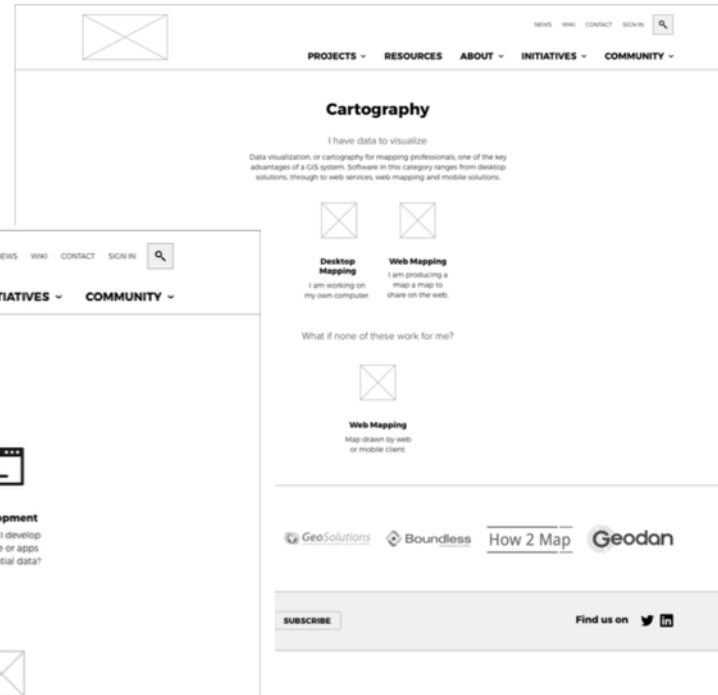 NEWS WIKI CONTACT SIGN IN
PROJECTS RESOURCES ABOUT INITIATIVES COMMUNITY
Cartography
I have data to visualize
Data visualization, or cartography for mapping professionals, one of the key
advantages of a GIS system. Software in this category ranges from desktop
solutions, through to web services, web mapping and mobile solutions.
Desktop
Mapping
I am working on
my own computer.
Web Mapping
I am producing a
map a map to
share on the web.
What if none of these work for me?
Web Mapping
Map drawn by web
or mobile client.
GeoSolutions Boundless How 2 Map Geodan
SUBSCRIBE
Find us on
NEWS WIKI CONTACT SIGN IN
TIATIVES COMMUNITY
opment
I develop
e or apps
tial data?